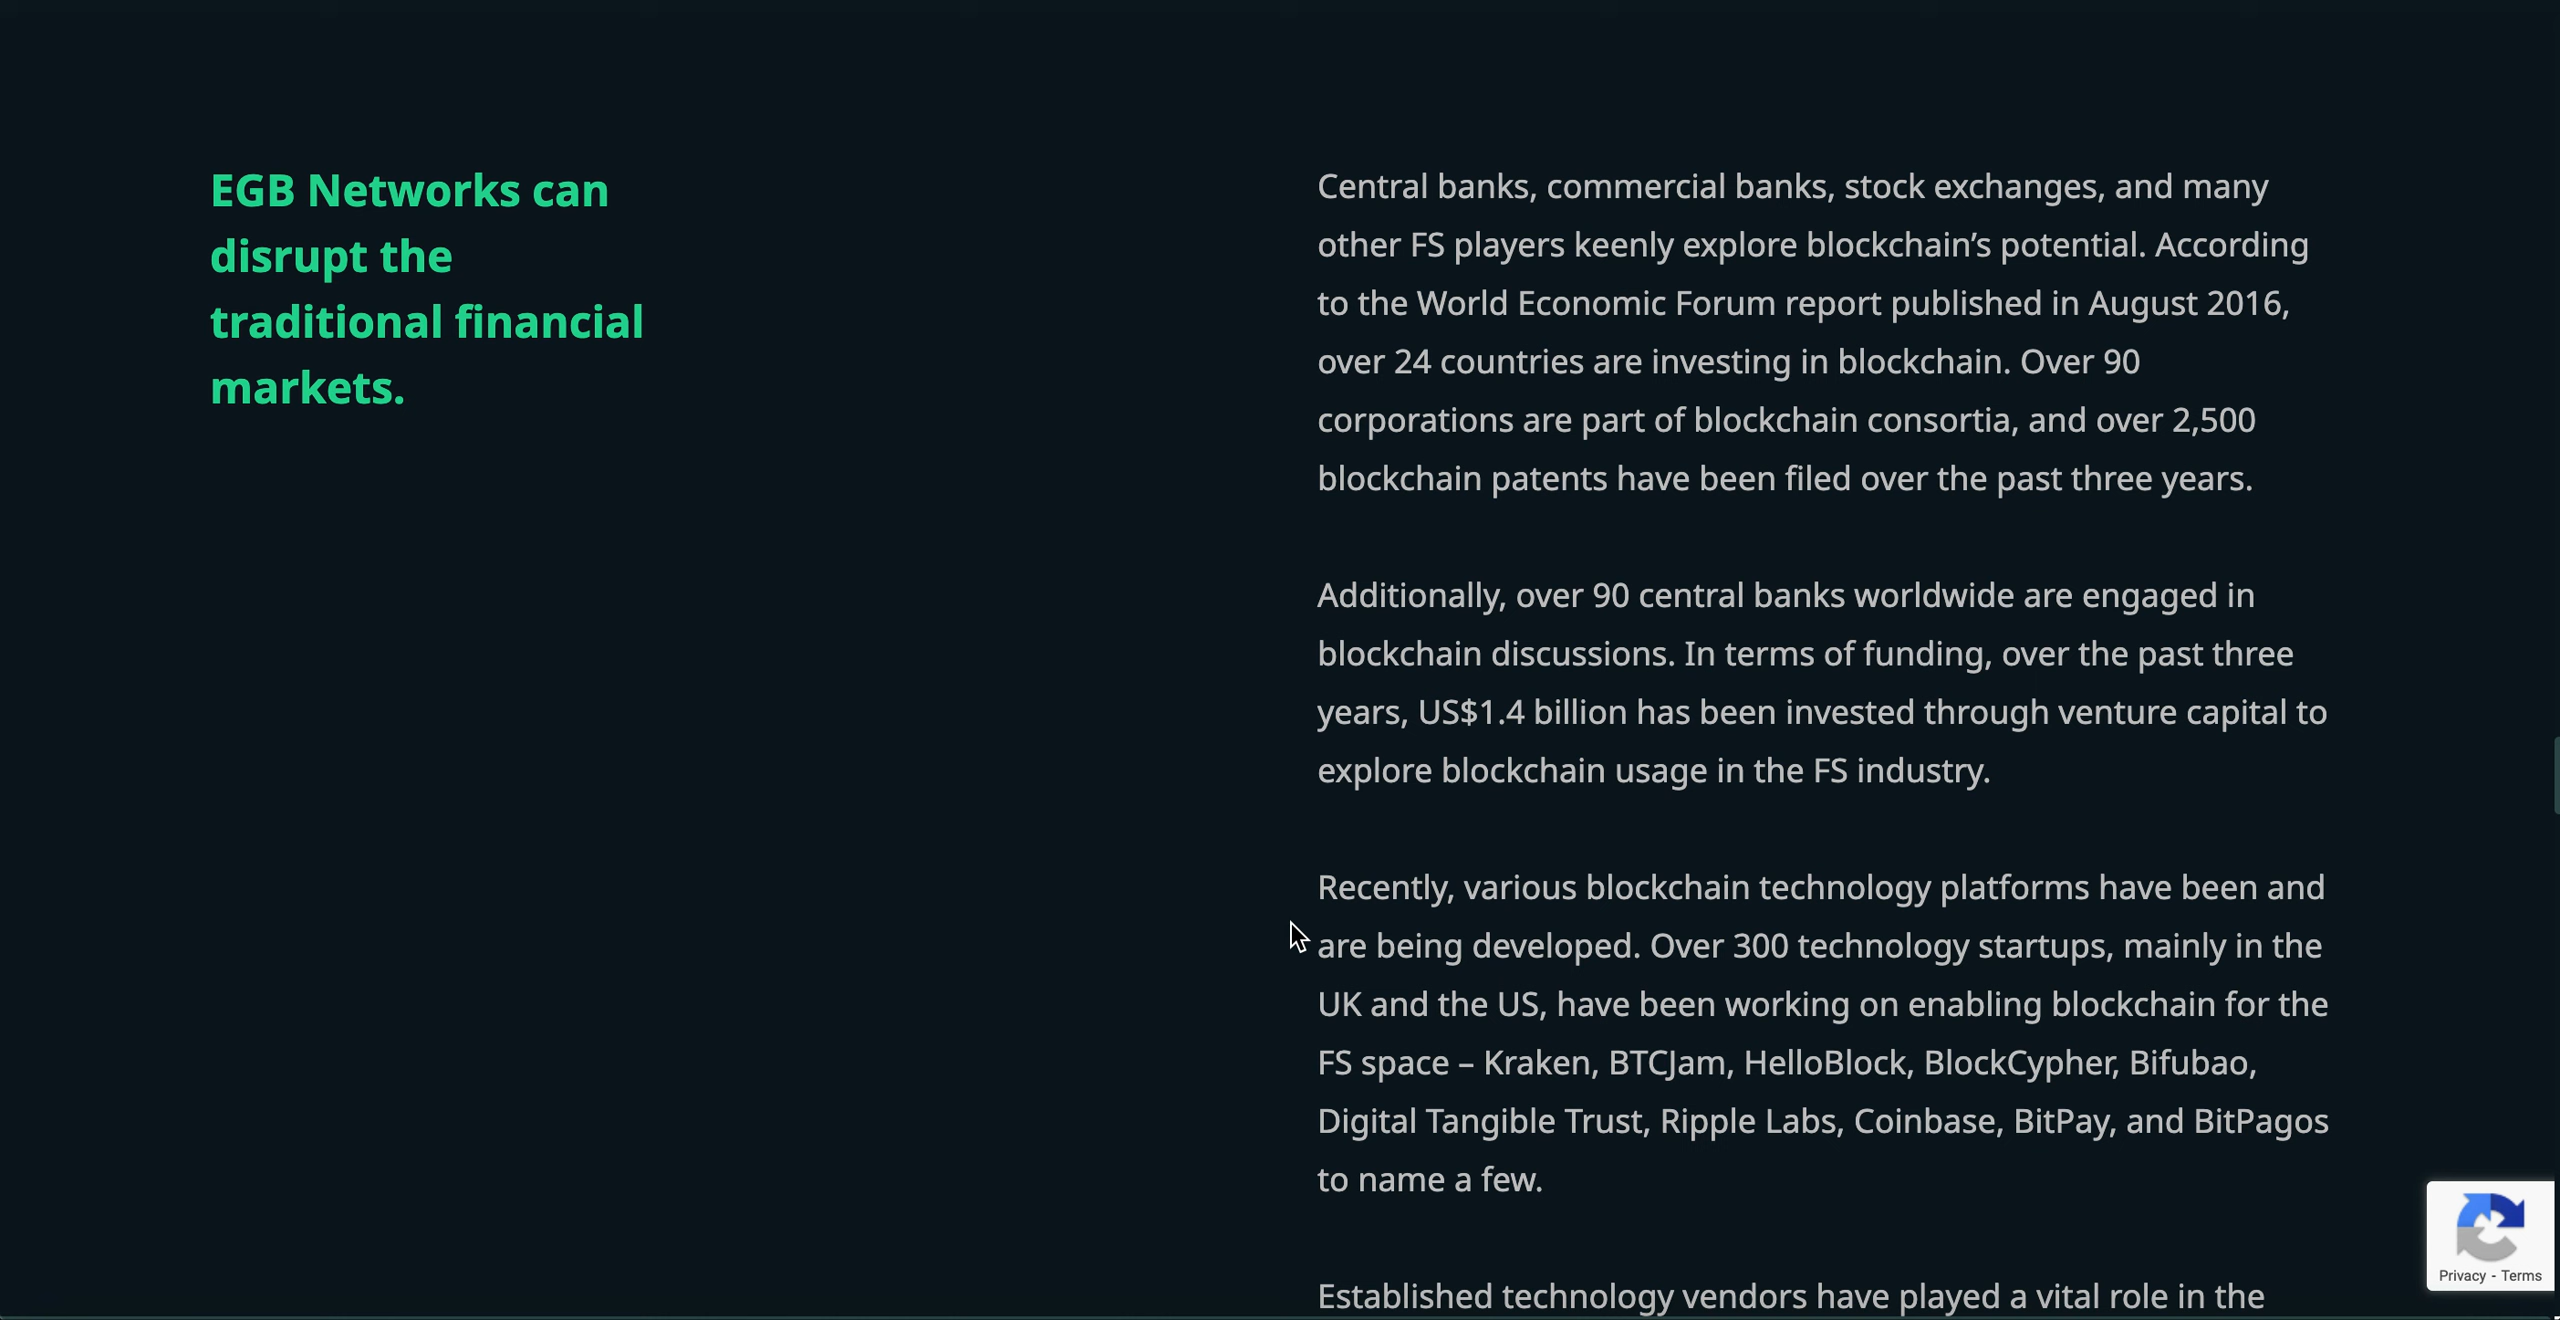 EGB Networks can
disrupt the
traditional financial
markets.
Central banks, commercial banks, stock exchanges, and many
other FS players keenly explore blockchain’s potential. According
to the World Economic Forum report published in August 2016,
over 24 countries are investing in blockchain. Over 90
corporations are part of blockchain consortia, and over 2,500
blockchain patents have been filed over the past three years.
Additionally, over 90 central banks worldwide are engaged in
blockchain discussions. In terms of funding, over the past three
years, US$1.4 billion has been invested through venture capital to
explore blockchain usage in the FS industry.
Recently, various blockchain technology platforms have been and
are being developed. Over 300 technology startups, mainly in the
UK and the US, have been working on enabling blockchain for the
FS space – Kraken, BTCJam, HelloBlock, BlockCypher, Bifubao,
Digital Tangible Trust, Ripple Labs, Coinbase, BitPay, and BitPagos
to name a few.
Established technology vendors have played a vital role in the
Privacy - Terms